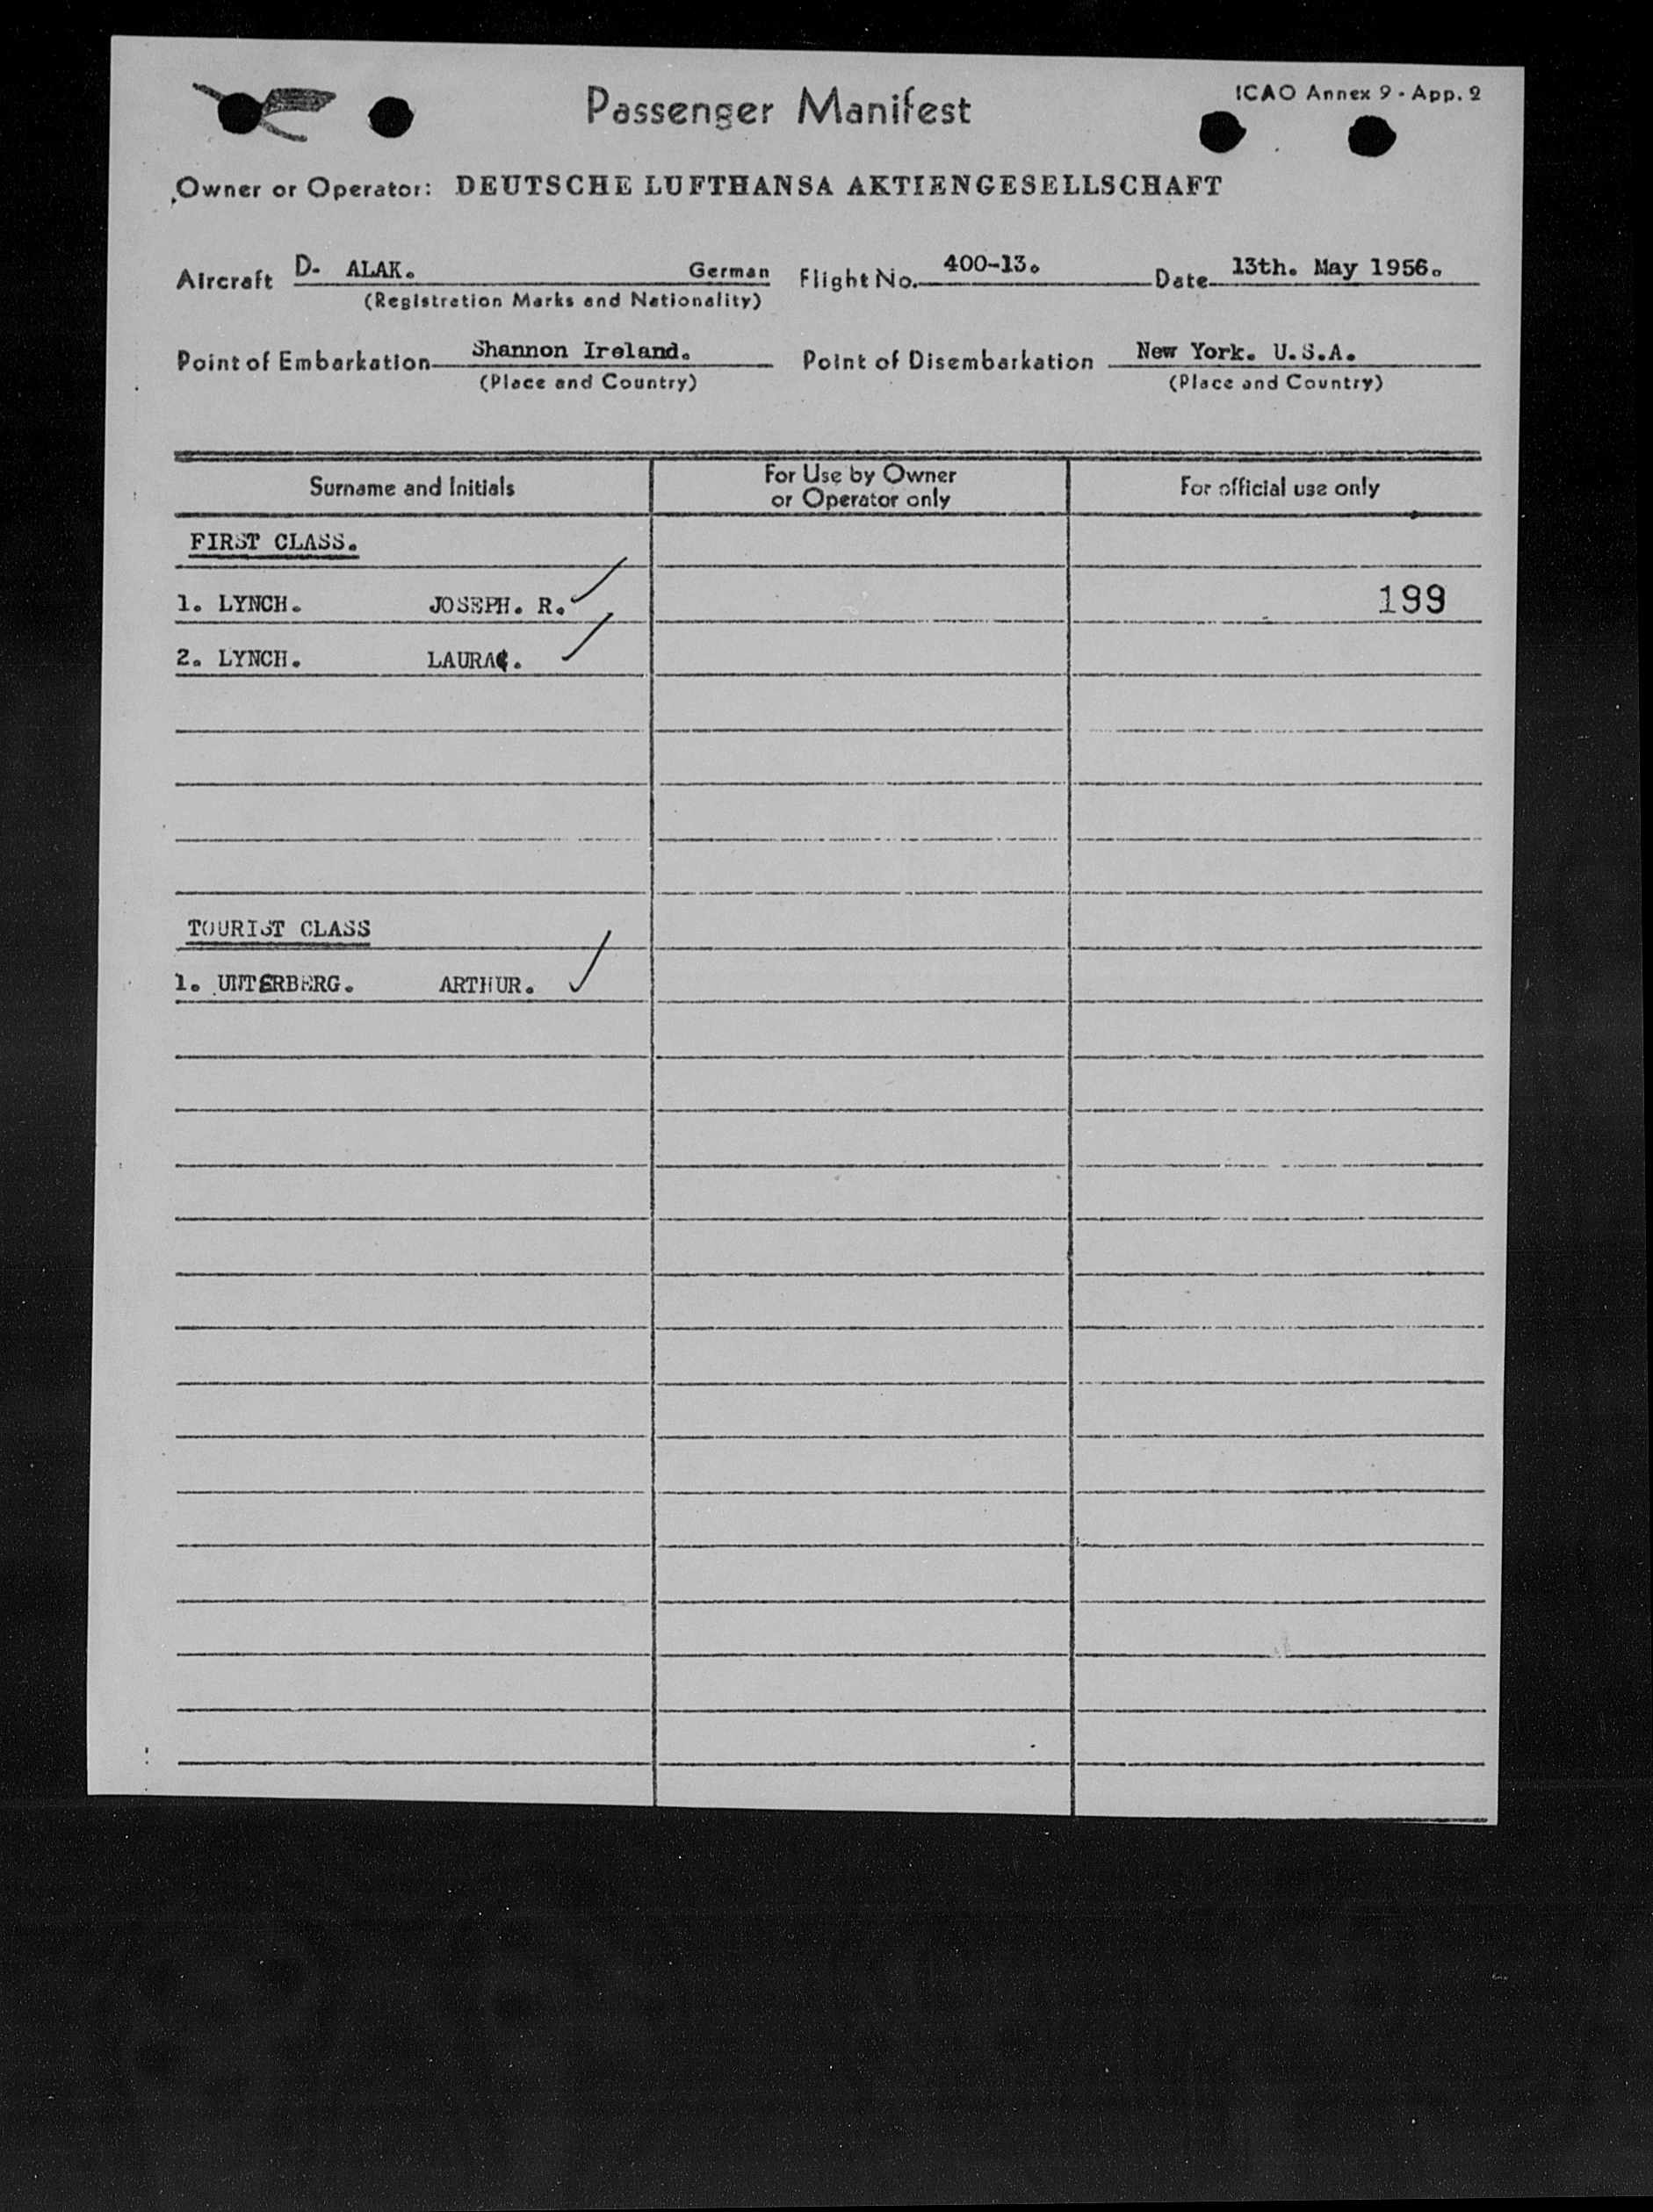 Passenger Manifest
ICAO Annex 9 - App. 2
Owner or Operator: DEUTSCHE LUFTHANSA AKTIENGESELLSCHAFT
Aircraft D. ALAK. German Flight No. 400-13. Date 13th. May 1956.
(Registration Marks and Nationality)
Point of Embarkation Shannon Ireland. Point of Disembarkation New York. U.S.A.
(Place and Country) (Place and Country)
Surname and Initials
For Use by Owner
or Operator only
For official use only
FIRST CLASS.
1. LYNCH. JOSEPH. R. 199
2. LYNCH. LAURA.
TOURIST CLASS
1. UNTERBERG. ARTHUR.